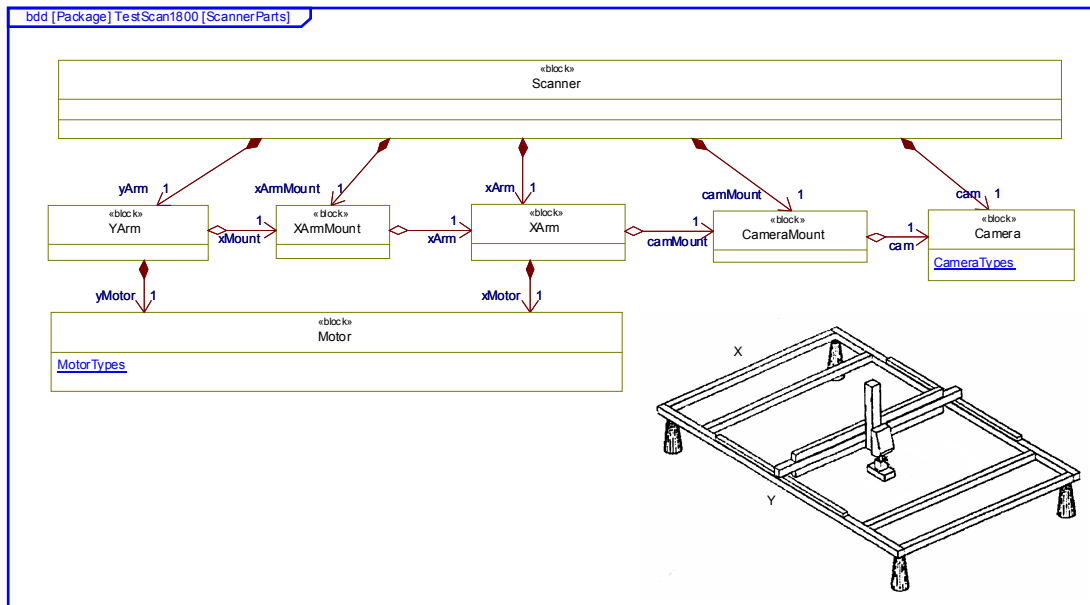 bdd [Package] TestScan1800 [ScannerParts]
«block»
Scanner
yArm 1
xArmMount 1
xArm 1
camMount 1
cam 1
«block»
YArm
1
xMount
«block»
XArmMount
1
xArm
«block»
XArm
1
camMount
«block»
CameraMount
1
cam
«block»
Camera
CameraTypes
yMotor 1
xMotor 1
«block»
Motor
MotorTypes
X
Y